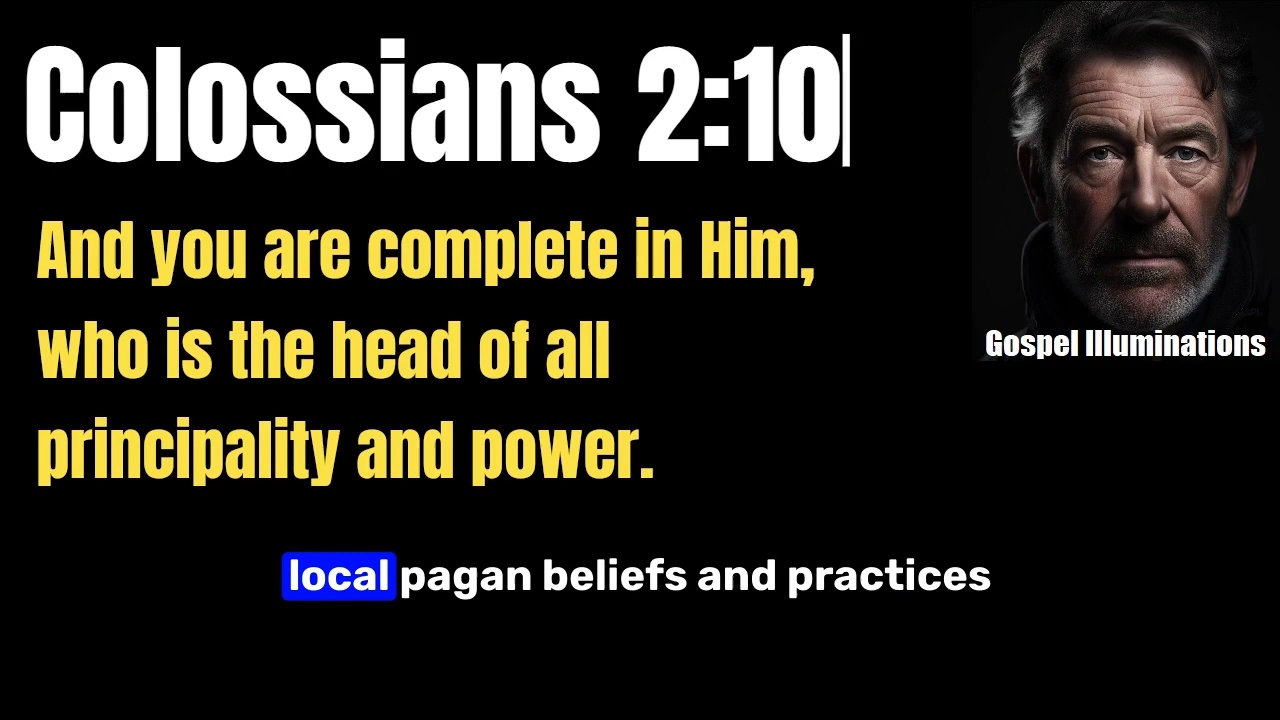 Colossians 2:10
And you are complete in Him,
who is the head of all
principality and power.
Gospel Illuminations
local pagan beliefs and practices